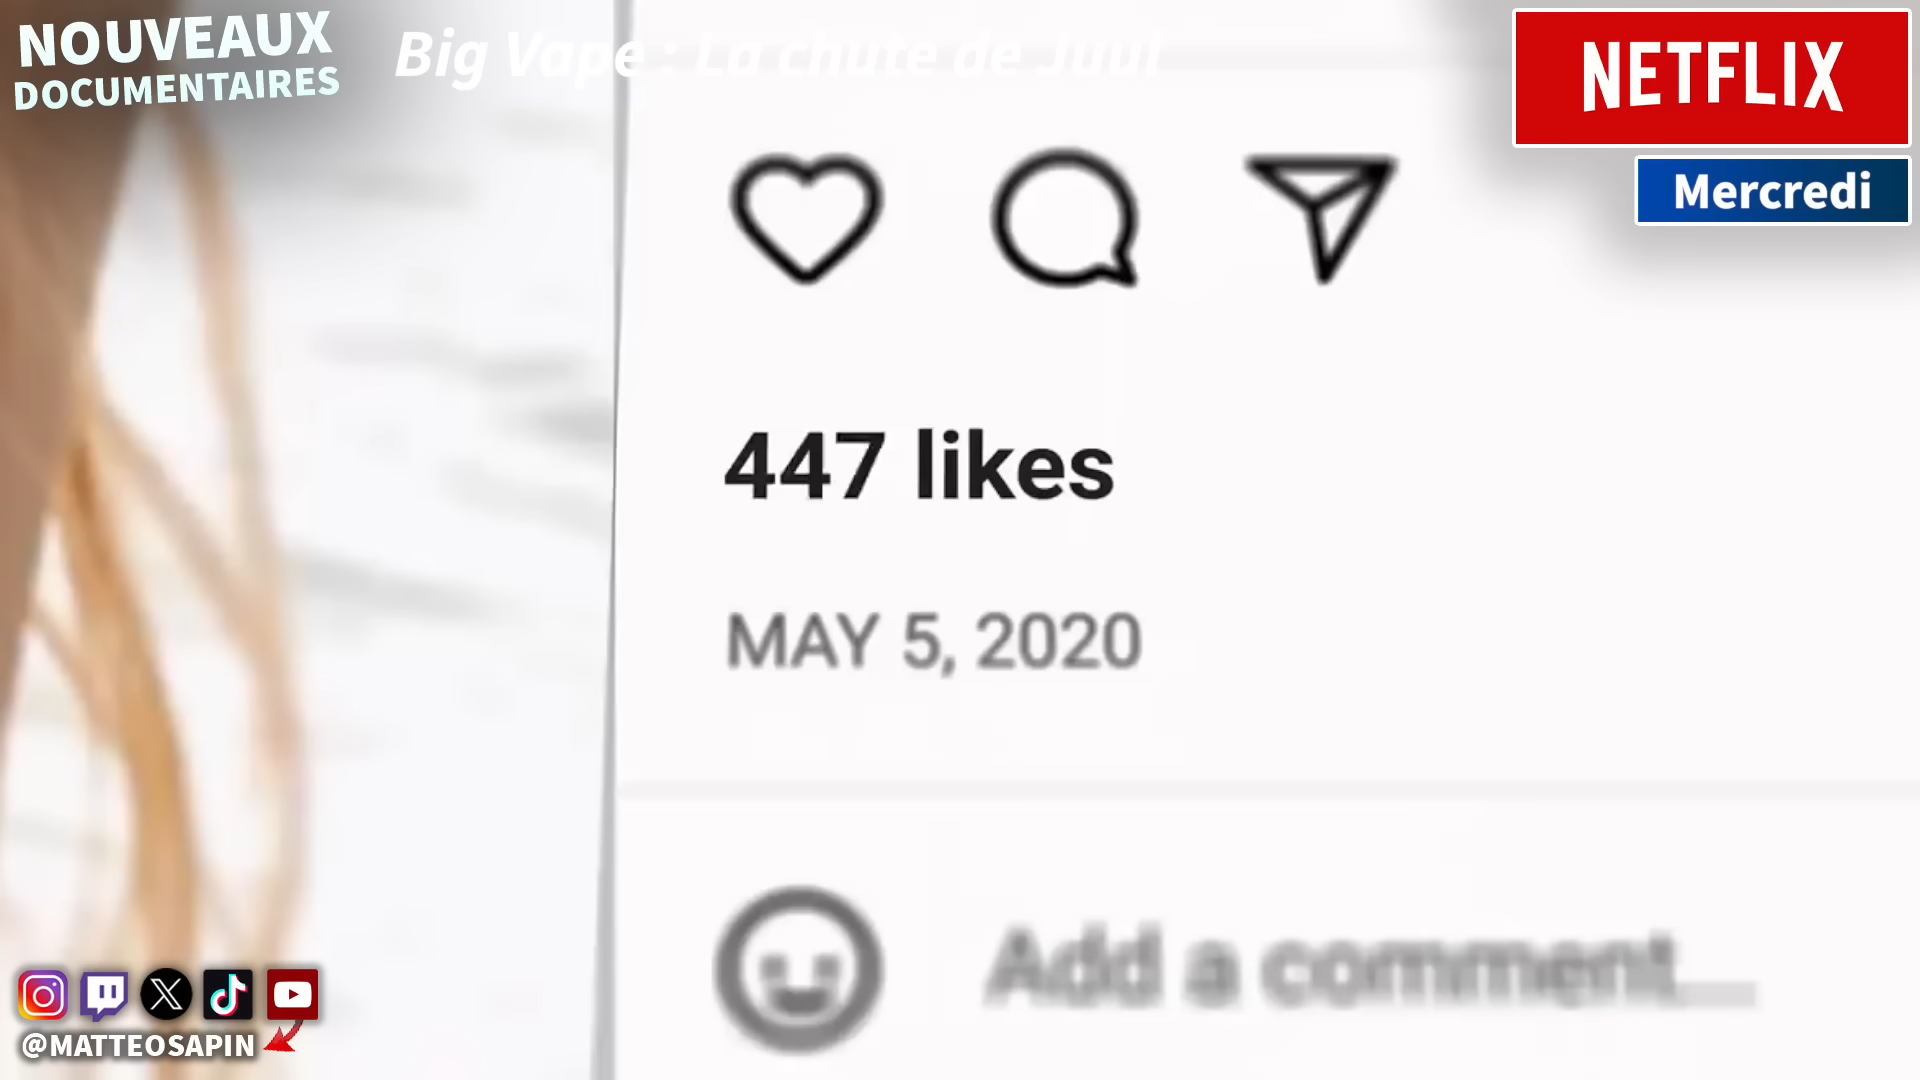 NOUVEAUX
DOCUMENTAIRES
Big Vape : La chute de Juul
NETFLIX
Mercredi
447 likes
MAY 5, 2020
Add a comment...
@MATTEOSAPIN